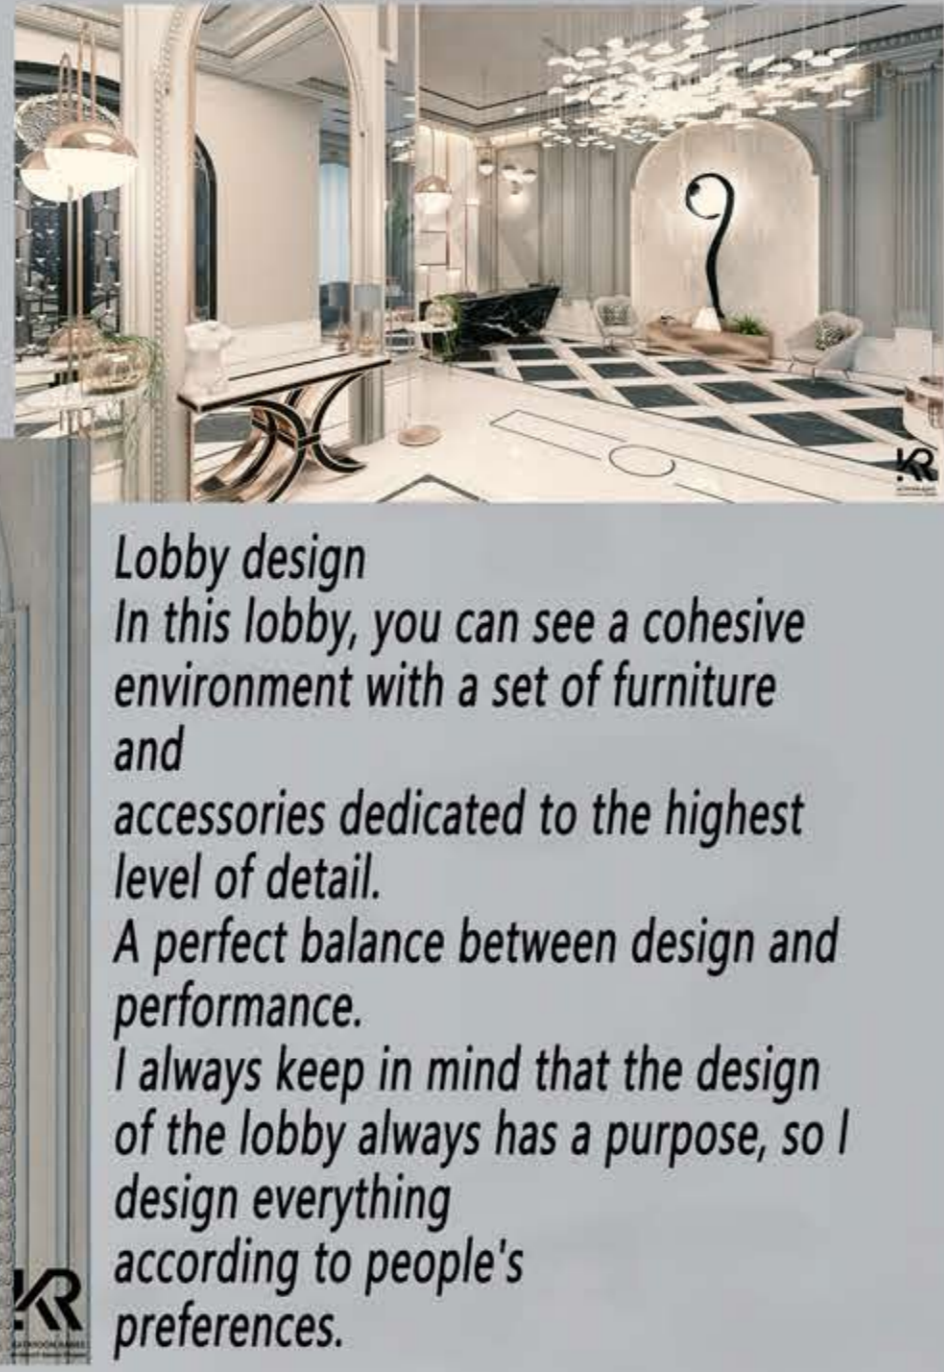 KR
Lobby design
In this lobby, you can see a cohesive
environment with a set of furniture
and
accessories dedicated to the highest
level of detail.
A perfect balance between design and
performance.
I always keep in mind that the design
of the lobby always has a purpose, so I
design everything
according to people's
preferences.
KR